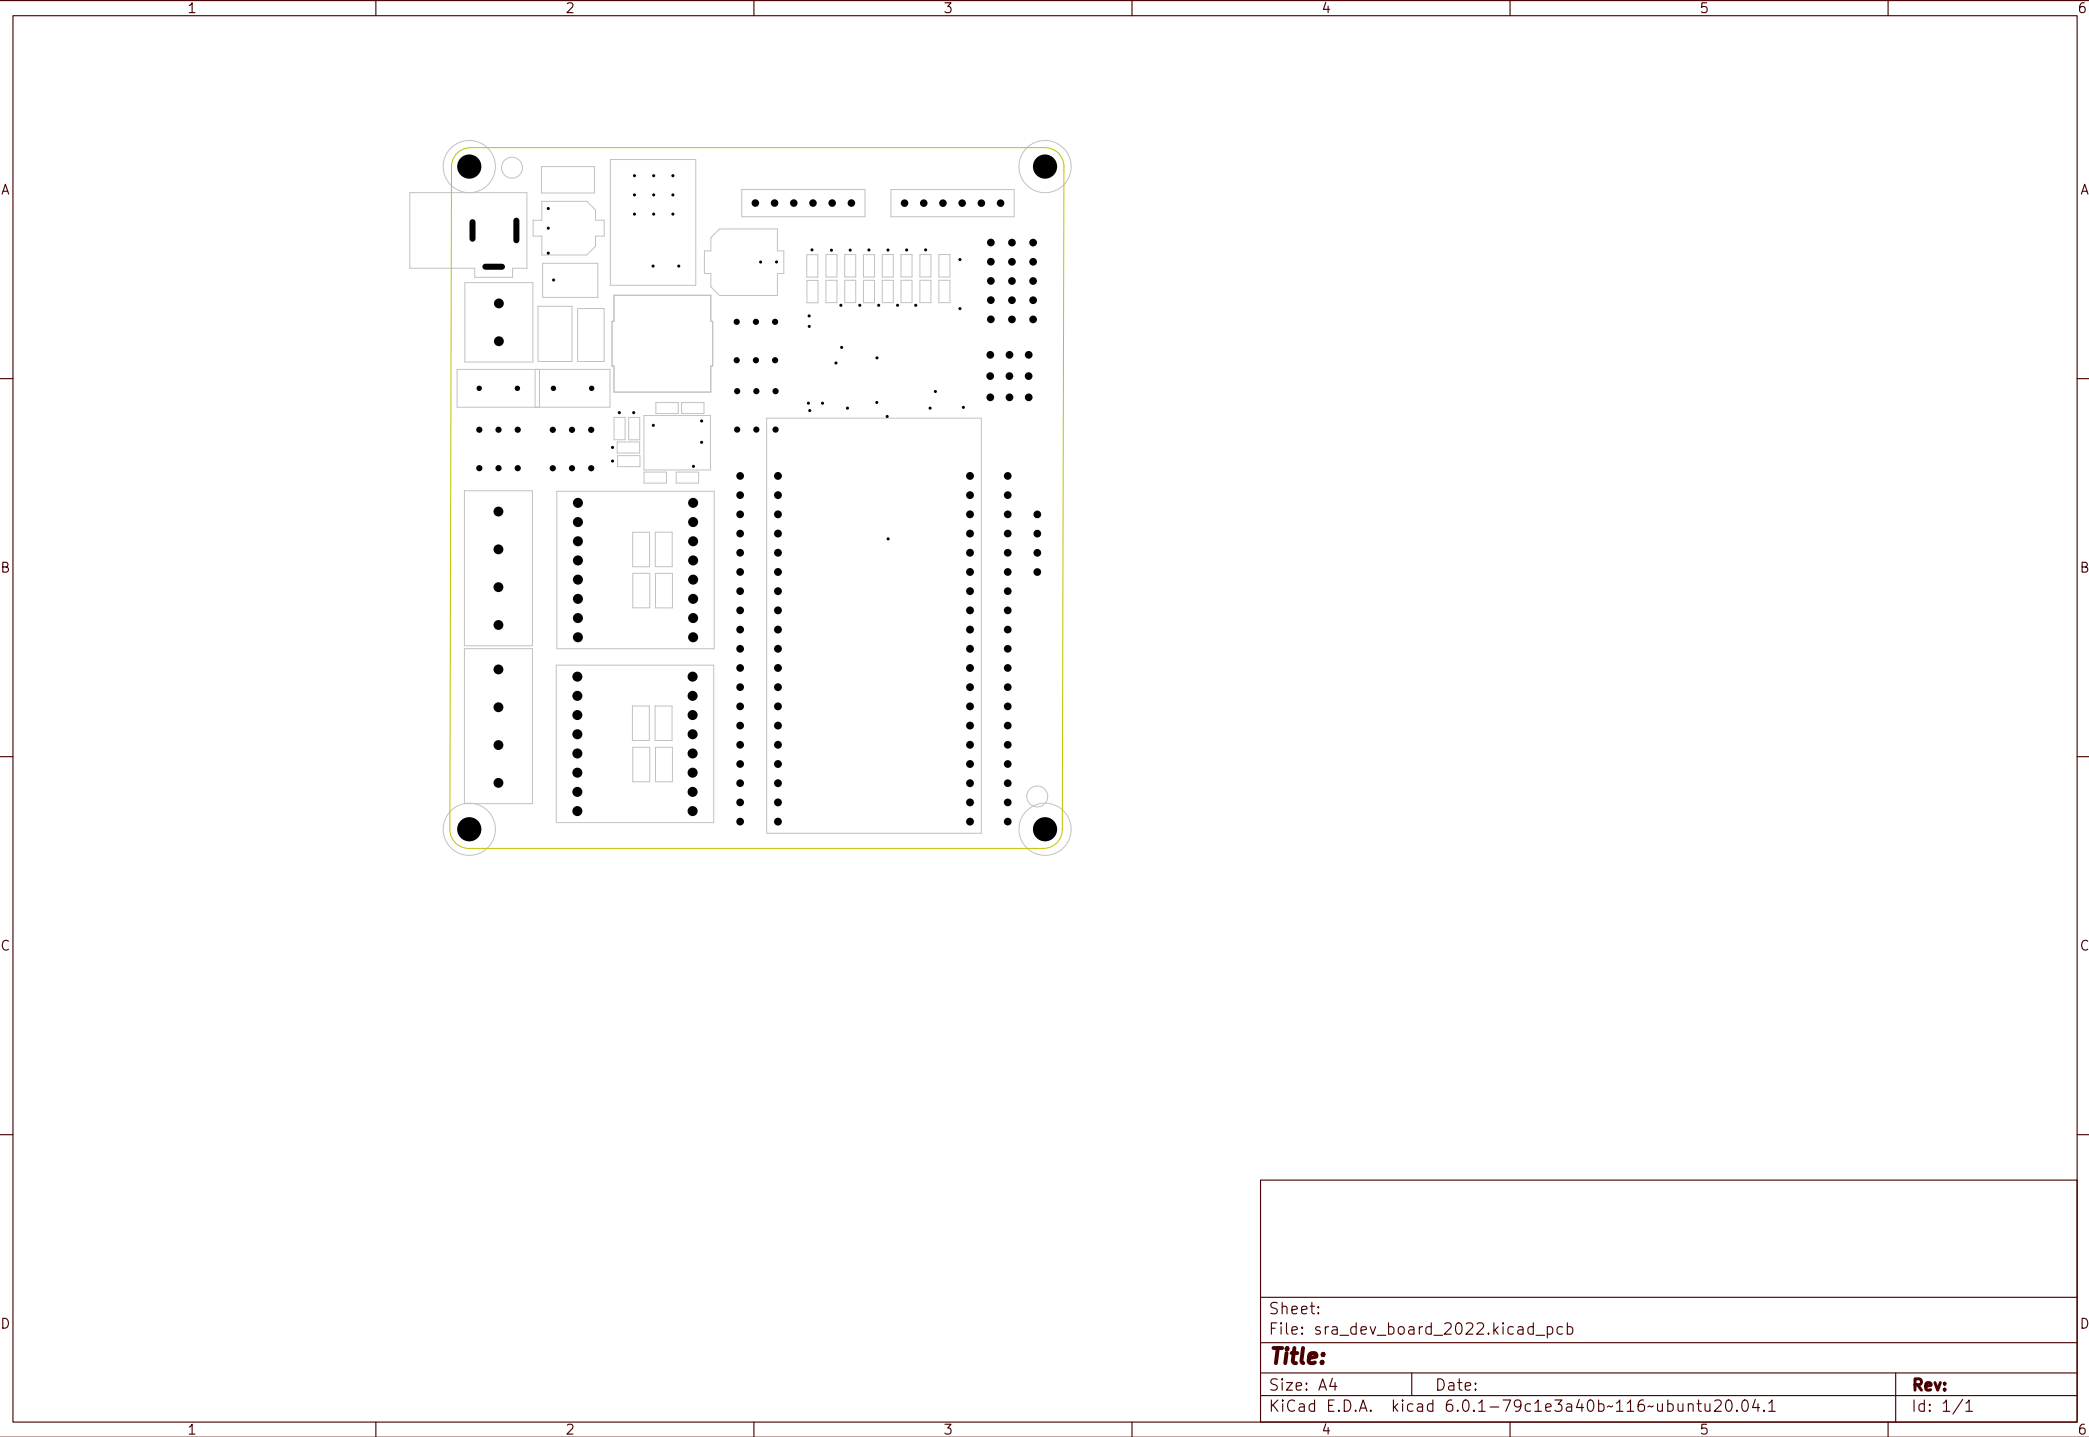 1 2 3 4 5 6
A A
B B
C C
Sheet:
File: sra_dev_board_2022.kicad_pcb
D D
Title:
Size: A4 Date: Rev:
KiCad E.D.A. kicad 6.0.1-79c1e3a40b~116~ubuntu20.04.1 Id: 1/1
1 2 3 4 5 6